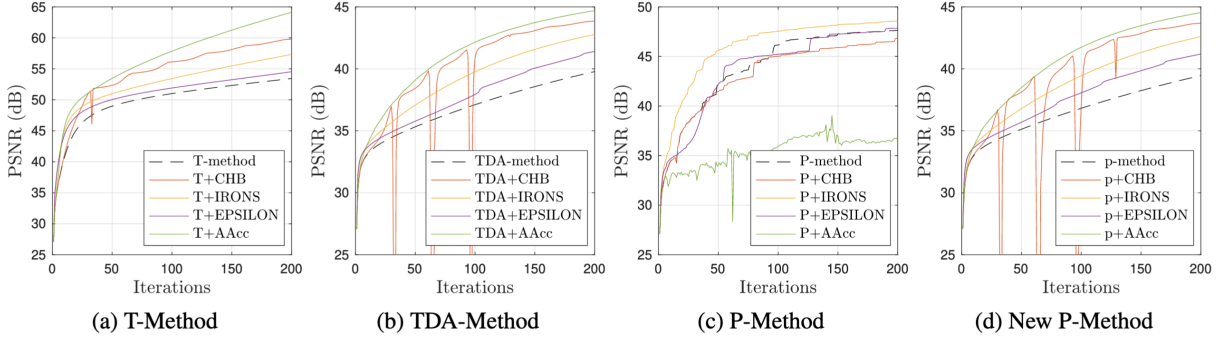 65
60
55
50
45
40
35
30
25
PSNR (dB)
0 50 100 150 200
Iterations
T-method
T+CHB
T+IRONS
T+EPSILON
T+AAcc
(a) T-Method
45
40
35
30
25
PSNR (dB)
0 50 100 150 200
Iterations
TDA-method
TDA+CHB
TDA+IRONS
TDA+EPSILON
TDA+AAcc
(b) TDA-Method
50
45
40
35
30
25
PSNR (dB)
0 50 100 150 200
Iterations
P-method
P+CHB
P+IRONS
P+EPSILON
P+AAcc
(c) P-Method
45
40
35
30
25
PSNR (dB)
0 50 100 150 200
Iterations
p-method
p+CHB
p+IRONS
p+EPSILON
p+AAcc
(d) New P-Method